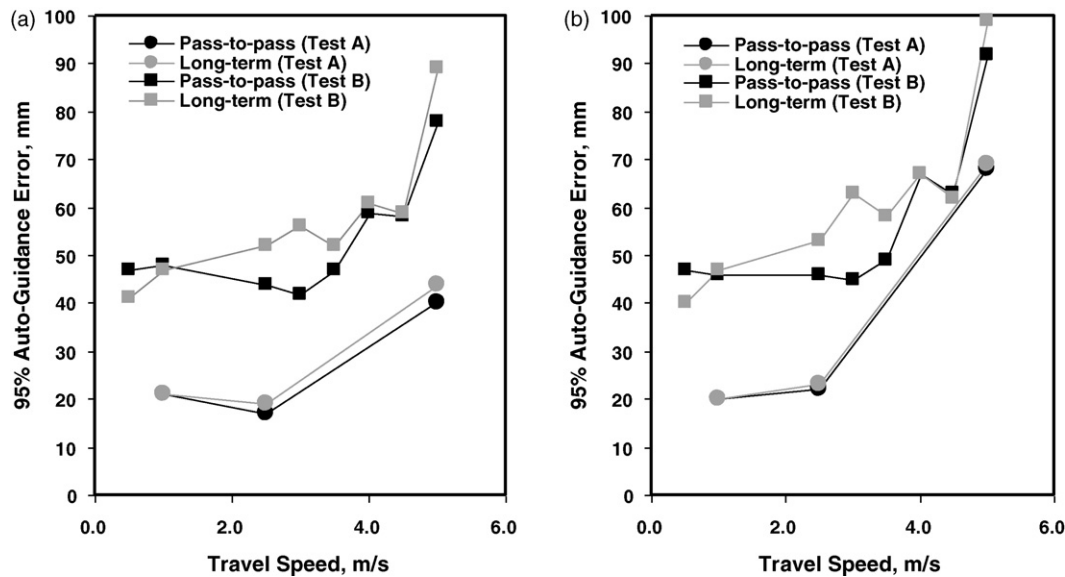 (a)
95% Auto-Guidance Error, mm
100
90
80
70
60
50
40
30
20
10
0
Pass-to-pass (Test A)
Long-term (Test A)
Pass-to-pass (Test B)
Long-term (Test B)
0.0 2.0 4.0 6.0
Travel Speed, m/s
(b)
95% Auto-Guidance Error, mm
100
90
80
70
60
50
40
30
20
10
0
Pass-to-pass (Test A)
Long-term (Test A)
Pass-to-pass (Test B)
Long-term (Test B)
0.0 2.0 4.0 6.0
Travel Speed, m/s